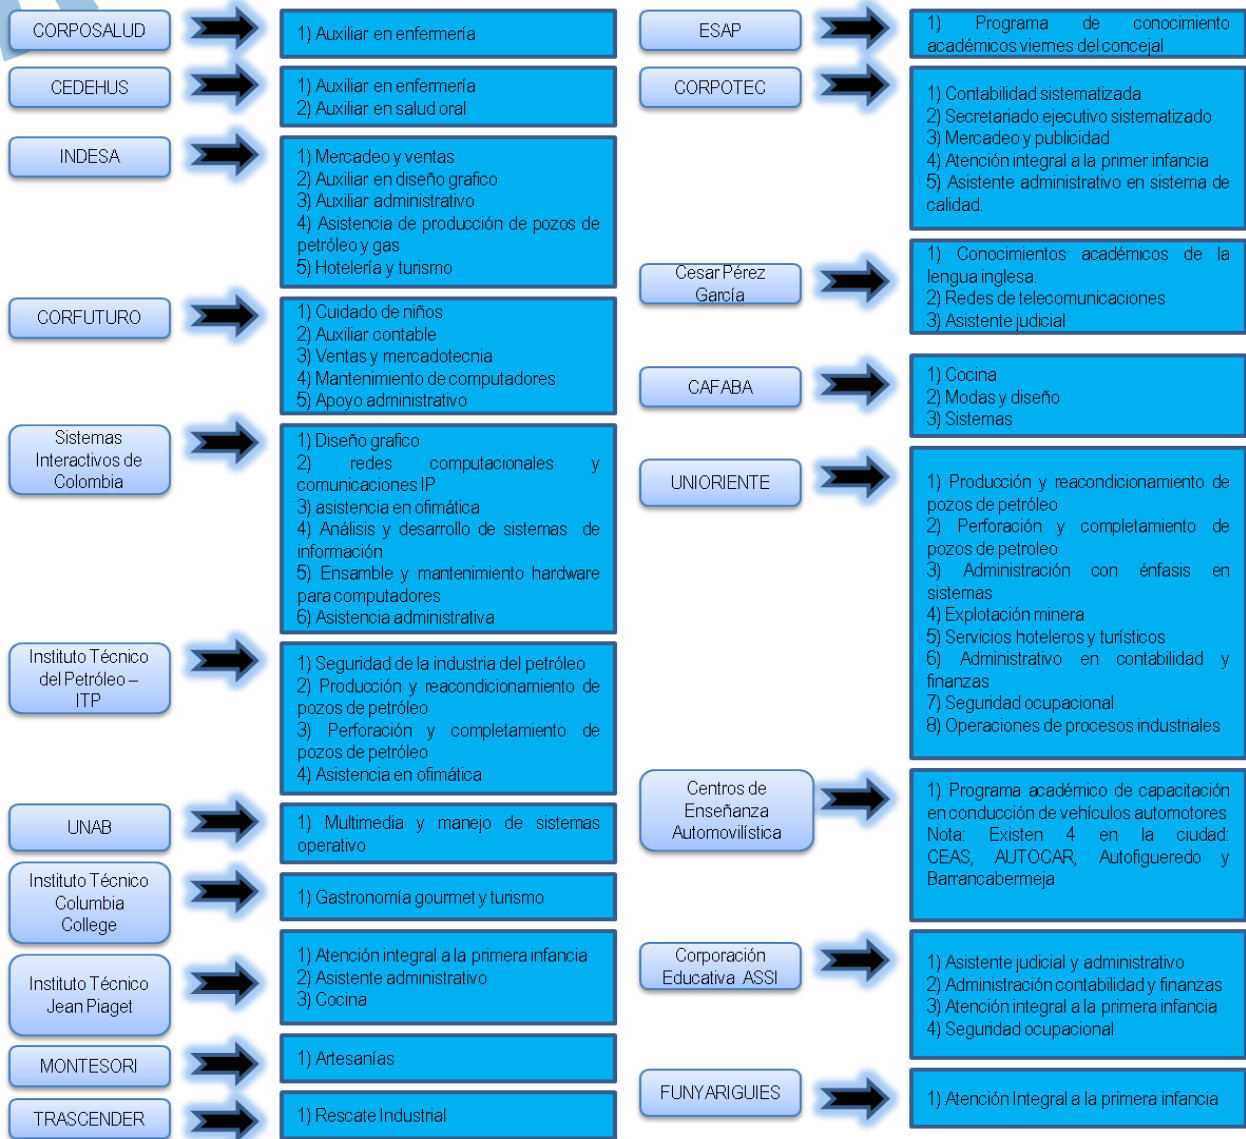 CORPOSALUD
1) Auxiliar en enfermería
CEDEHUS
1) Auxiliar en enfermería
2) Auxiliar en salud oral
INDESA
1) Mercadeo y ventas
2) Auxiliar en diseño grafico
3) Auxiliar administrativo
4) Asistencia de producción de pozos de
petróleo y gas
5) Hotelería y turismo
CORFUTURO
1) Cuidado de niños
2) Auxiliar contable
3) Ventas y mercadotecnia
4) Mantenimiento de computadores
5) Apoyo administrativo
Sistemas
Interactivos de
Colombia
1) Diseño grafico
2) redes computacionales y
comunicaciones IP
3) asistencia en ofimática
4) Análisis y desarrollo de sistemas de
información
5) Ensamble y mantenimiento hardware
para computadores
6) Asistencia administrativa
Instituto Técnico
del Petróleo –
ITP
1) Seguridad de la industria del petróleo
2) Producción y reacondicionamiento de
pozos de petróleo
3) Perforación y completamiento de
pozos de petróleo
4) Asistencia en ofimática
UNAB
1) Multimedia y manejo de sistemas
operativo
Instituto Técnico
Columbia
College
1) Gastronomía gourmet y turismo
Instituto Técnico
Jean Piaget
1) Atención integral a la primera infancia
2) Asistente administrativo
3) Cocina
MONTESORI
1) Artesanías
TRASCENDER
1) Rescate Industrial
ESAP
1) Programa de conocimiento
académicos viernes del concejal
CORPOTEC
1) Contabilidad sistematizada
2) Secretariado ejecutivo sistematizado
3) Mercadeo y publicidad
4) Atención integral a la primer infancia
5) Asistente administrativo en sistema de
calidad.
Cesar Pérez
García
1) Conocimientos académicos de la
lengua inglesa.
2) Redes de telecomunicaciones
3) Asistente judicial
CAFABA
1) Cocina
2) Modas y diseño
3) Sistemas
UNIORIENTE
1) Producción y reacondicionamiento de
pozos de petróleo
2) Perforación y completamiento de
pozos de petroleo
3) Administración con énfasis en
sistemas
4) Explotación minera
5) Servicios hoteleros y turísticos
6) Administrativo en contabilidad y
finanzas
7) Seguridad ocupacional
8) Operaciones de procesos industriales
Centros de
Enseñanza
Automovilística
1) Programa académico de capacitación
en conducción de vehículos automotores
Nota: Existen 4 en la ciudad:
CEAS, AUTOCAR, Autofigueredo y
Barrancabermeja
Corporación
Educativa ASSI
1) Asistente judicial y administrativo
2) Administración contabilidad y finanzas
3) Atención integral a la primera infancia
4) Seguridad ocupacional
FUNYARIGUIES
1) Atención Integral a la primera infancia